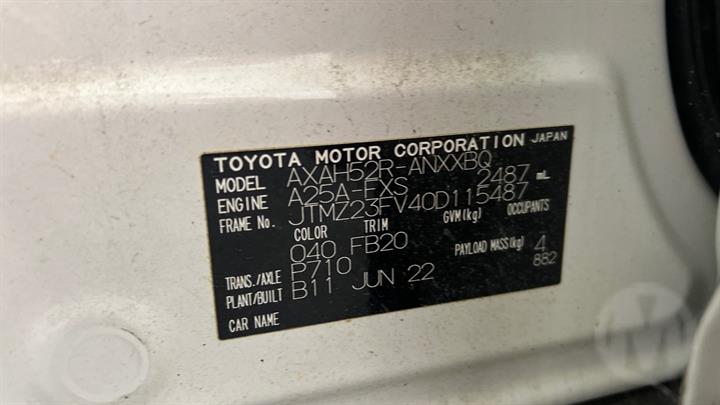 TOYOTA MOTOR CORPORATION JAPAN
MODEL AXAH52R-ANXXBQ
ENGINE A25A-FXS 2487 mL
FRAME No. JTMZ23FV40D115487
COLOR TRIM GVM(kg) OCCUPANTS
040 FB20
TRANS./AXLE P710 PAYLOAD MASS(kg) 4
PLANT/BUILT B11 JUN 22 882
CAR NAME
M